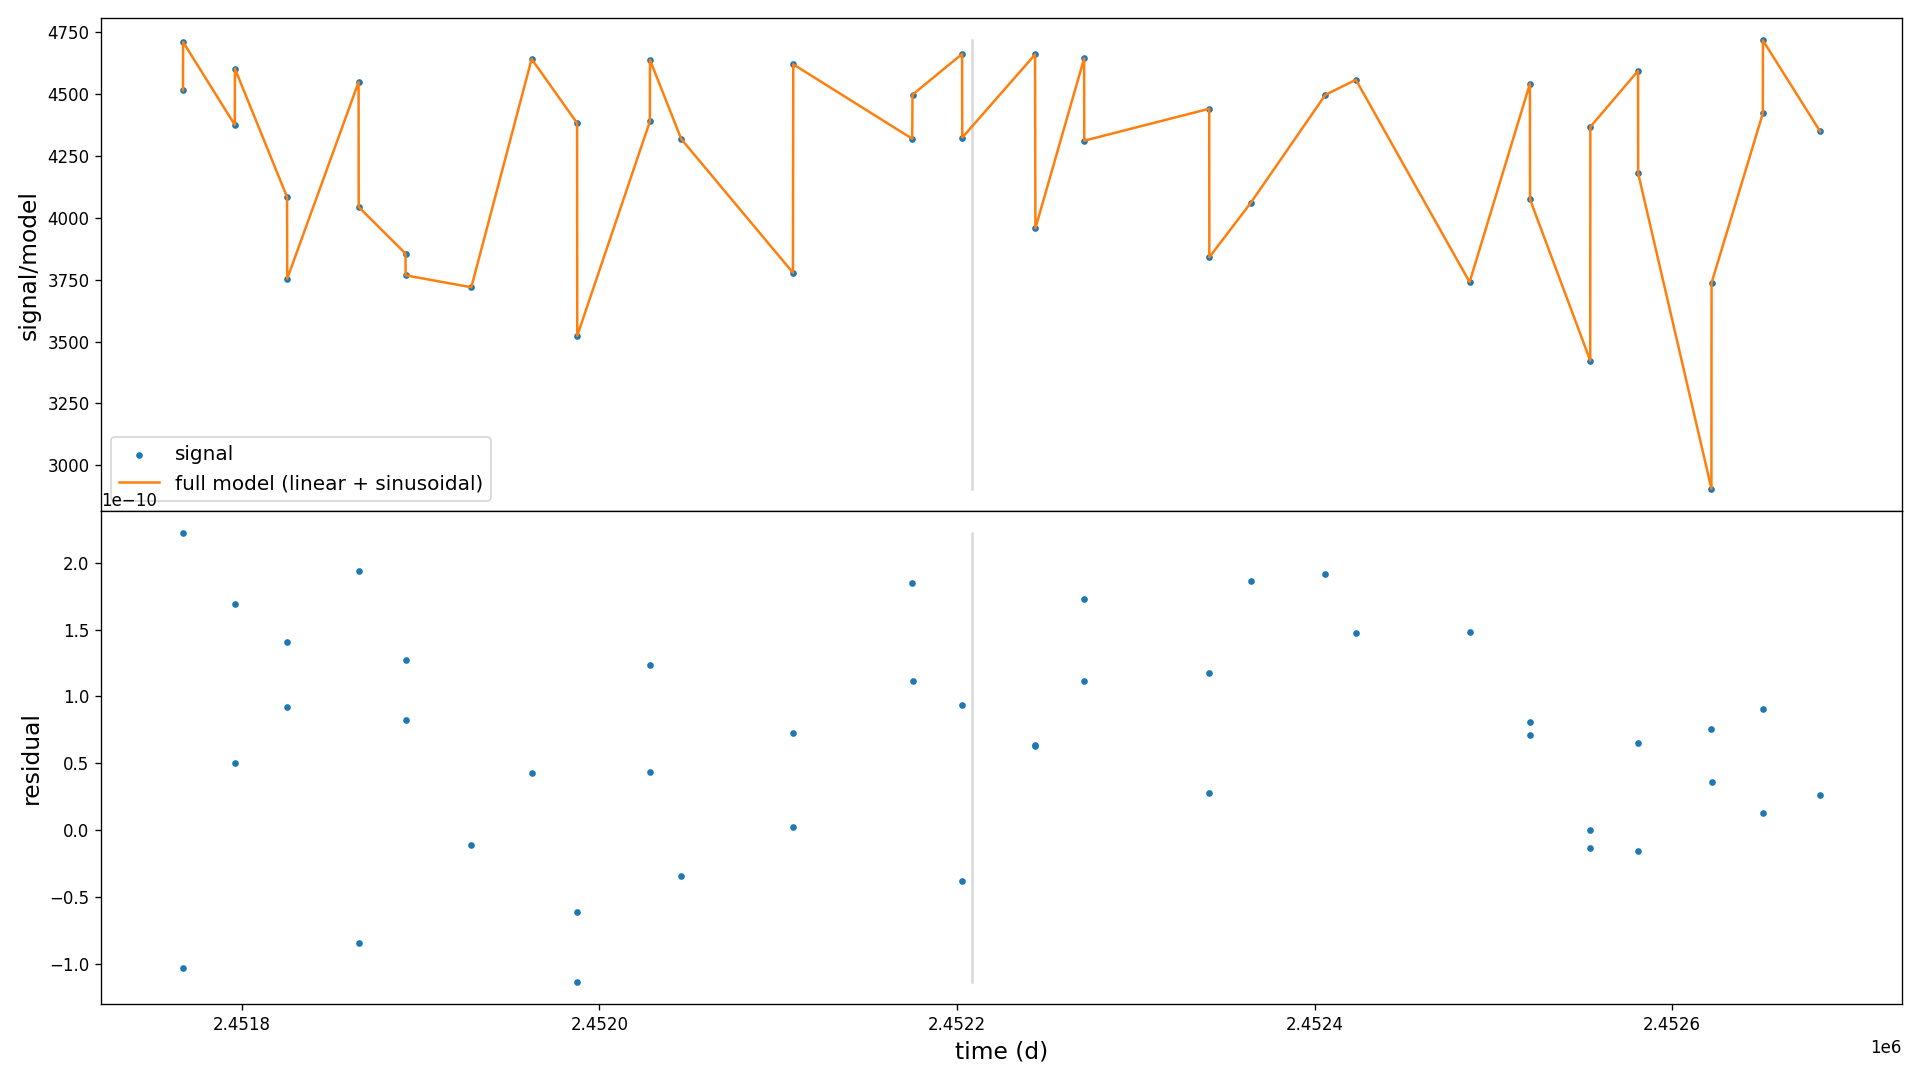 4750
4500
4250
4000
3750
3500
3250
3000
signal/model
signal
full model (linear + sinusoidal)
1e−10
2.0
1.5
1.0
0.5
0.0
−0.5
−1.0
residual
2.4518
2.4520
2.4522
2.4524
2.4526
time (d)
1e6